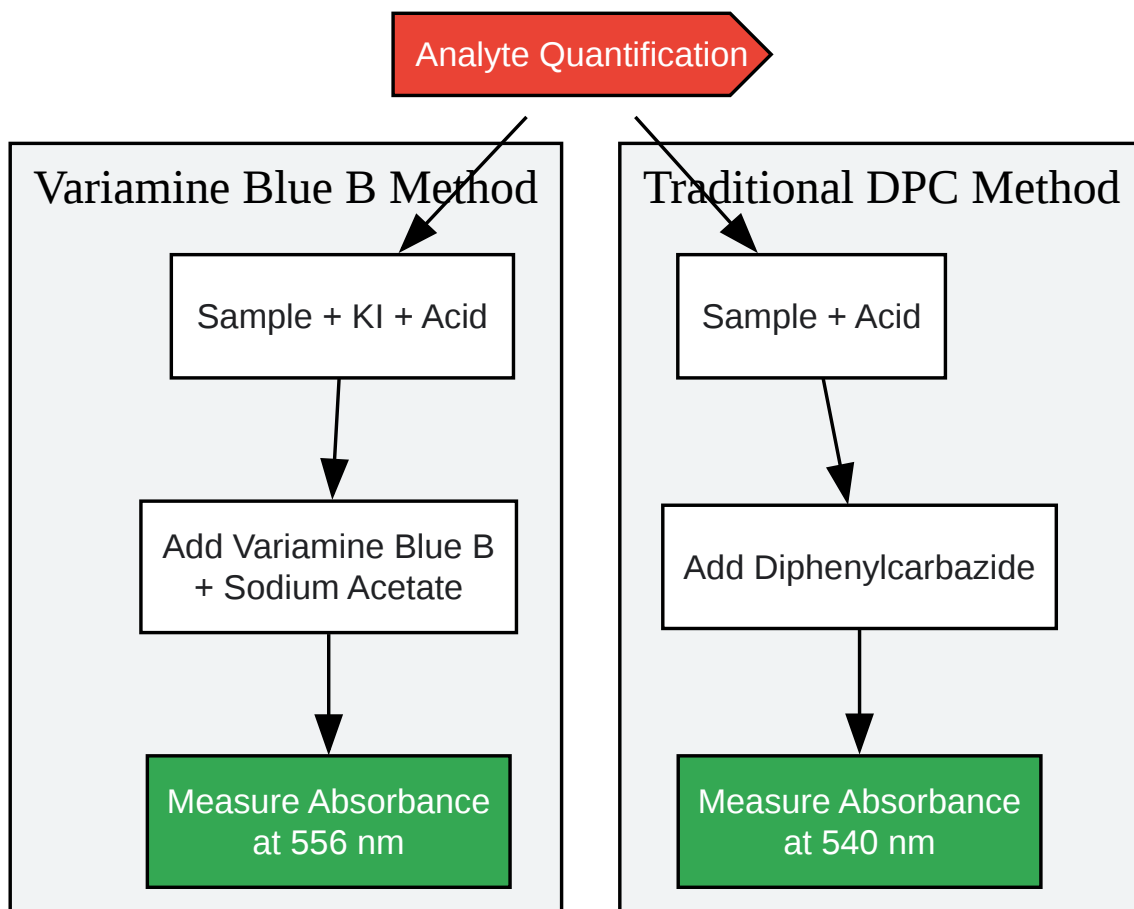 Analyte Quantification
Variamine Blue B Method
Sample + KI + Acid
Add Variamine Blue B
+ Sodium Acetate
Measure Absorbance
at 556 nm
Traditional DPC Method
Sample + Acid
Add Diphenylcarbazide
Measure Absorbance
at 540 nm